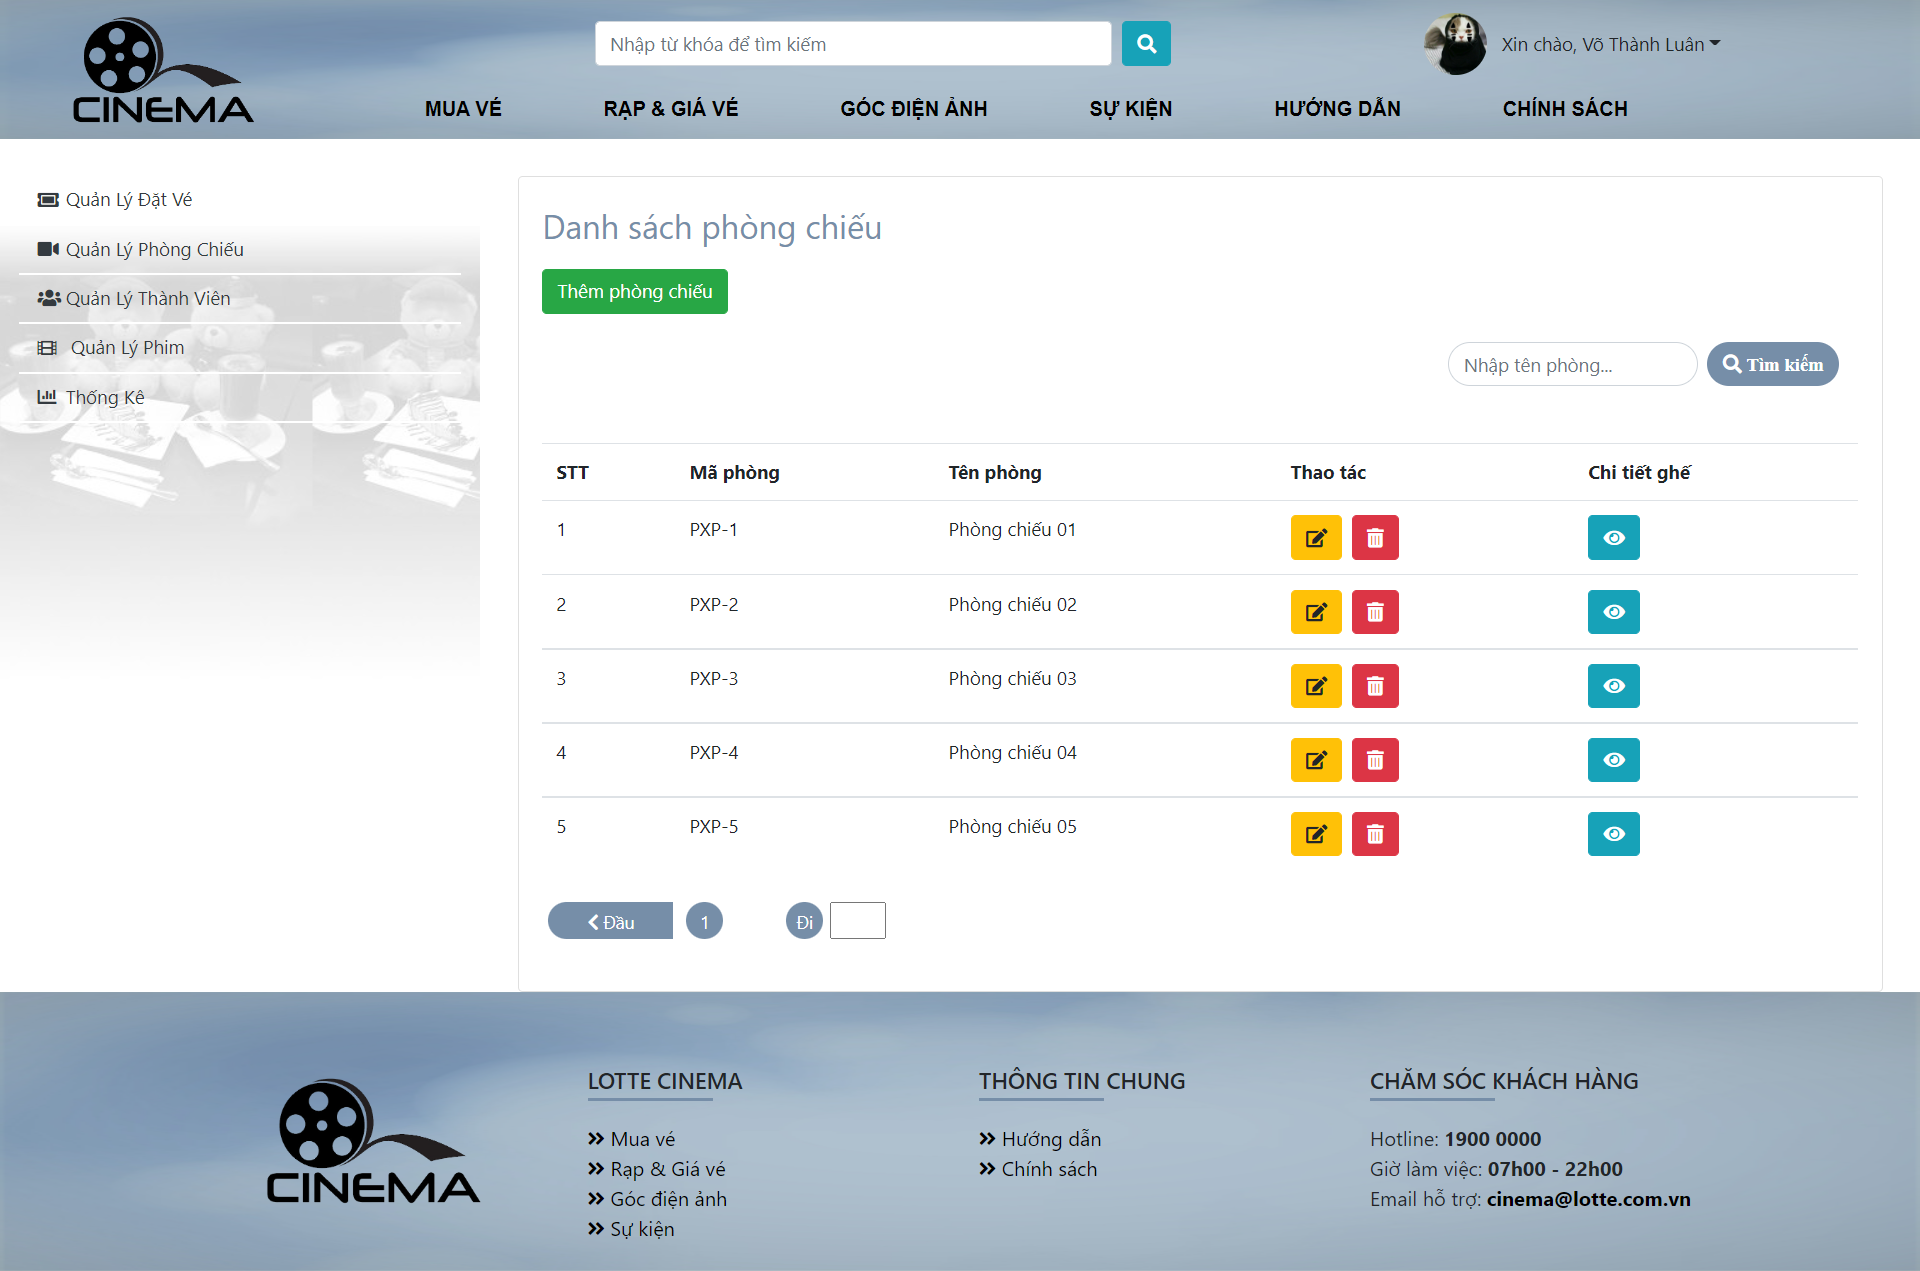 CINEMA
Nhập từ khóa để tìm kiếm
Xin chào, Võ Thành Luân
MUA VÉ RẠP & GIÁ VÉ GÓC ĐIỆN ẢNH SỰ KIỆN HƯỚNG DẪN CHÍNH SÁCH
Quản Lý Đặt Vé
Quản Lý Phòng Chiếu
Quản Lý Thành Viên
Quản Lý Phim
Thống Kê
Danh sách phòng chiếu
Thêm phòng chiếu
Nhập tên phòng... Tìm kiếm
STT Mã phòng Tên phòng Thao tác Chi tiết ghế
1 PXP-1 Phòng chiếu 01
2 PXP-2 Phòng chiếu 02
3 PXP-3 Phòng chiếu 03
4 PXP-4 Phòng chiếu 04
5 PXP-5 Phòng chiếu 05
Đầu 1 Đi
CINEMA
LOTTE CINEMA
Mua vé
Rạp & Giá vé
Góc điện ảnh
Sự kiện
THÔNG TIN CHUNG
Hướng dẫn
Chính sách
CHĂM SÓC KHÁCH HÀNG
Hotline: 1900 0000
Giờ làm việc: 07h00 - 22h00
Email hỗ trợ: cinema@lotte.com.vn